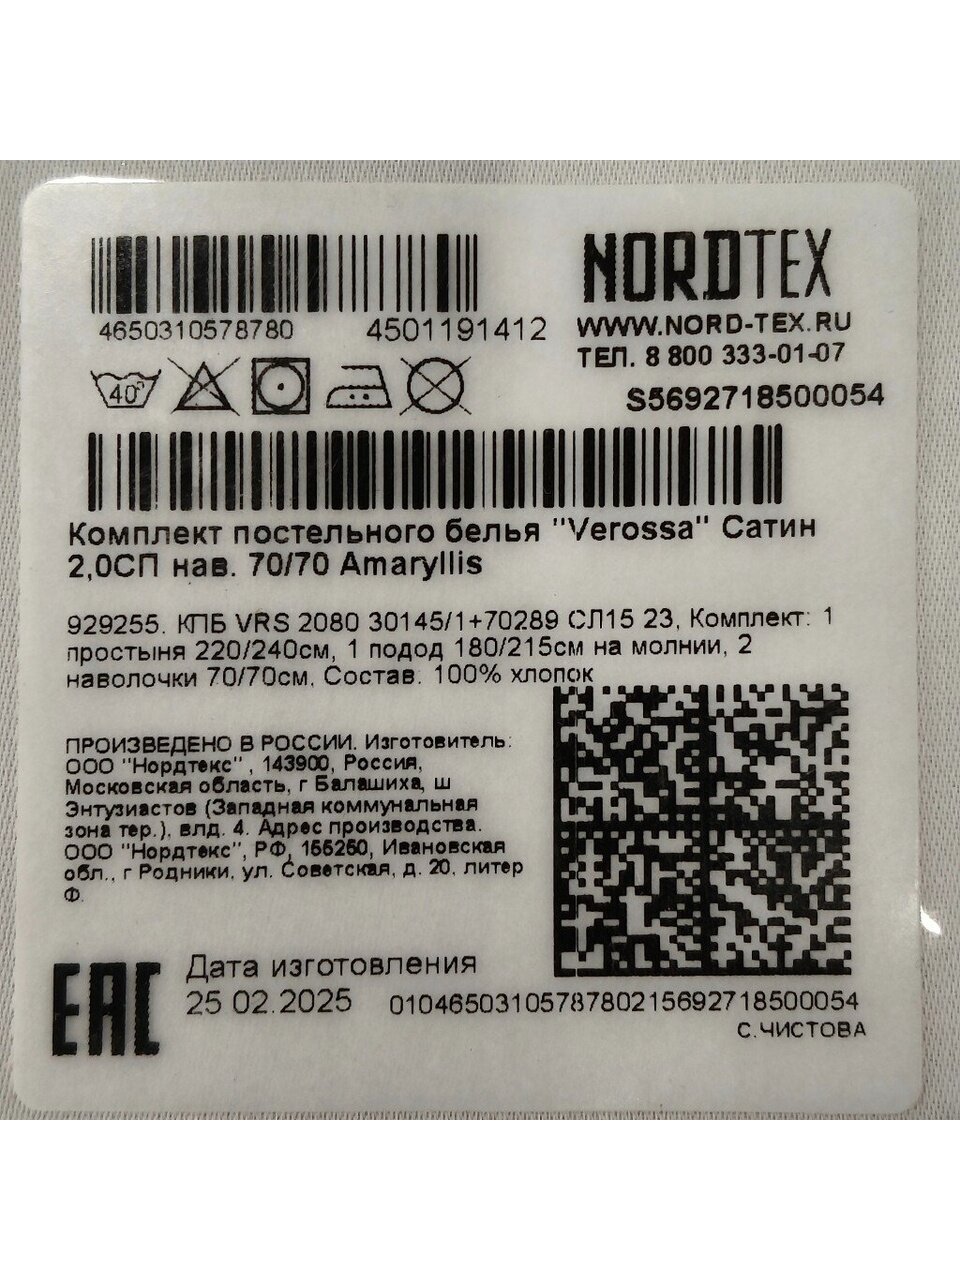 NORDTEX
4650310578780 4501191412
WWW.NORD-TEX.RU
ТЕЛ. 8 800 333-01-07
40°
S5692718500054
Комплект постельного белья "Verossa" Сатин
2,0СП нав. 70/70 Amaryllis
929255. КПБ VRS 2080 30145/1+70289 СЛ15 23, Комплект: 1
простыня 220/240см, 1 подод 180/215см на молнии, 2
наволочки 70/70см, Состав: 100% хлопок
ПРОИЗВЕДЕНО В РОССИИ. Изготовитель:
ООО "Нордтекс" , 143900, Россия,
Московская область, г Балашиха, ш
Энтузиастов (Западная коммунальная
зона тер.), влд. 4. Адрес производства.
ООО "Нордтекс", РФ, 155250, Ивановская
обл., г Родники, ул. Советская, д. 20, литер
Ф.
EAC
Дата изготовления
25 02.2025
0104650310578780215692718500054
С.ЧИСТОВА